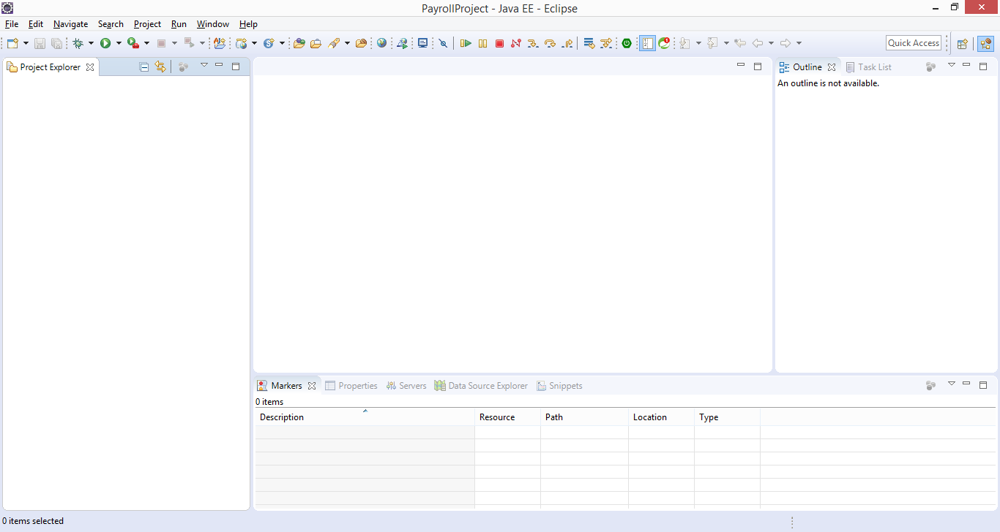 PayrollProject - Java EE - Eclipse
File Edit Navigate Search Project Run Window Help
Quick Access
Project Explorer
Outline Task List
An outline is not available.
Markers Properties Servers Data Source Explorer Snippets
0 items
Description Resource Path Location Type
0 items selected